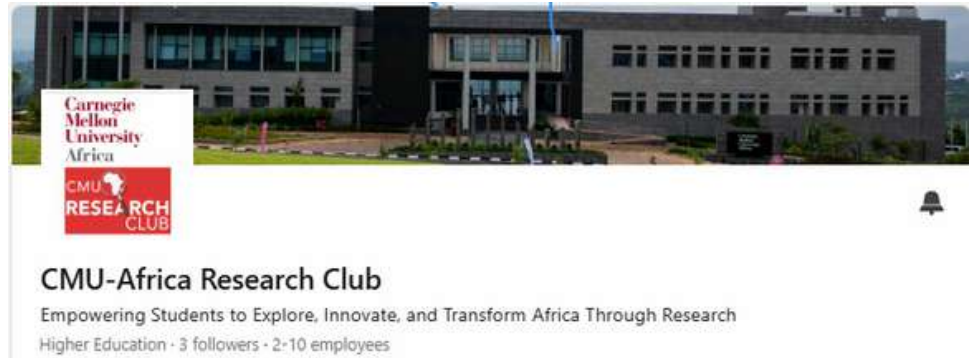 Carnegie
Mellon
University
Africa
CMU
RESEARCH
CLUB
CMU-Africa Research Club
Empowering Students to Explore, Innovate, and Transform Africa Through Research
Higher Education · 3 followers · 2-10 employees